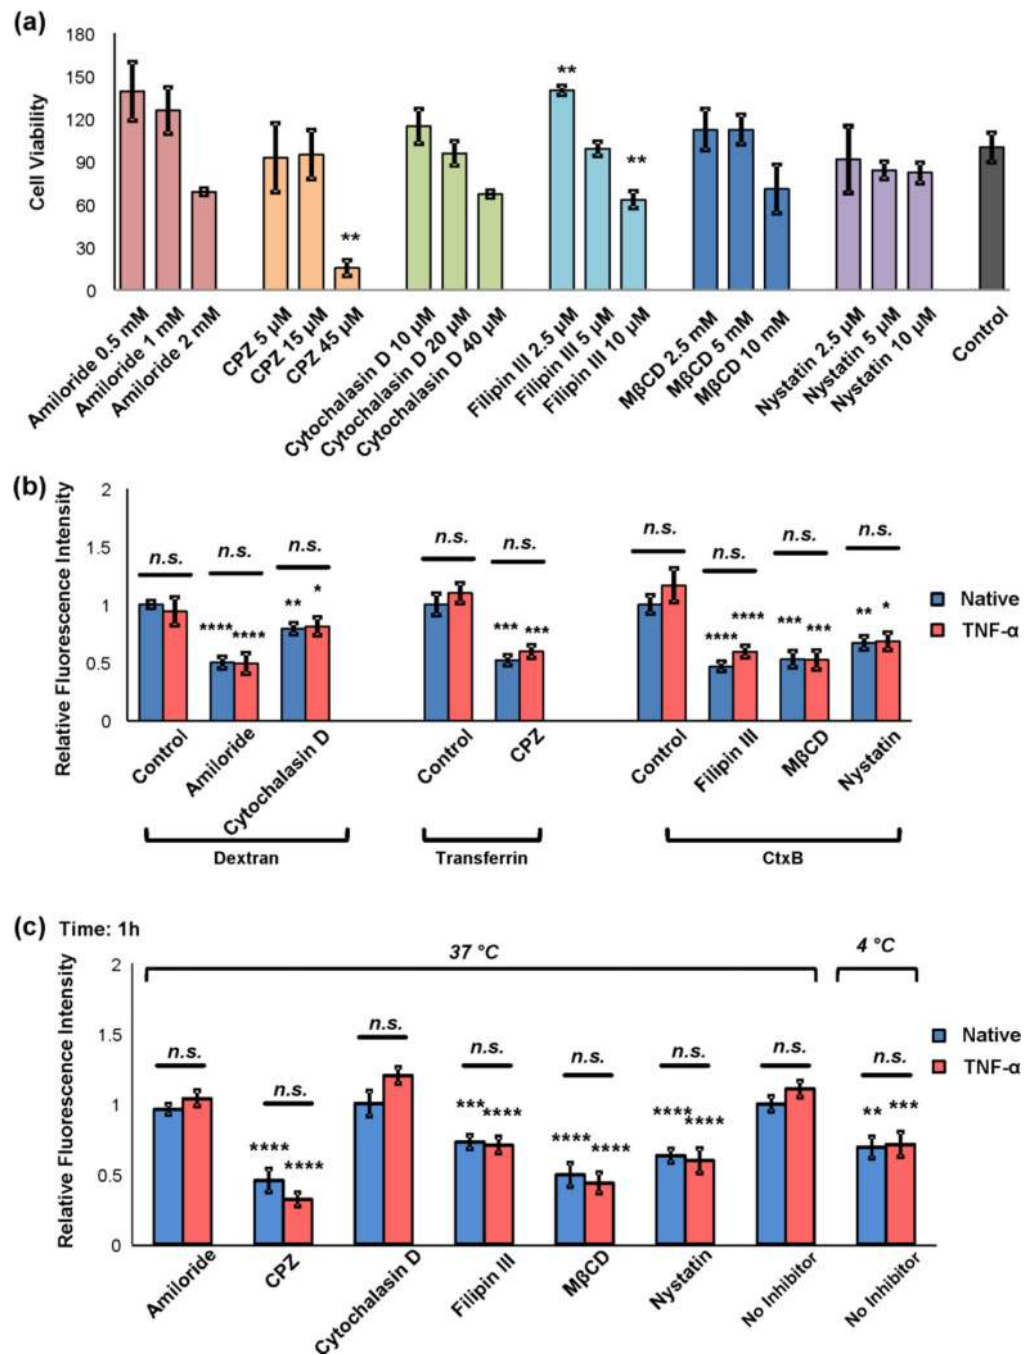 (a)
180
150
120
90
60
30
0
Cell Viability
**
**
**
Amiloride 0.5 mM
Amiloride 1 mM
Amiloride 2 mM
CPZ 5 µM
CPZ 15 µM
CPZ 45 µM
Cytochalasin D 10 µM
Cytochalasin D 20 µM
Cytochalasin D 40 µM
Filipin III 2.5 µM
Filipin III 5 µM
Filipin III 10 µM
MβCD 2.5 mM
MβCD 5 mM
MβCD 10 mM
Nystatin 2.5 µM
Nystatin 5 µM
Nystatin 10 µM
Control
(b)
2
1.5
1
0.5
0
Relative Fluorescence Intensity
n.s. n.s. n.s. n.s. n.s. n.s. n.s. n.s. n.s.
**** **** ** * *** *** **** **** *** *** ** *
Native
TNF-α
Control
Amiloride
Cytochalasin D
Control
CPZ
Control
Filipin III
MβCD
Nystatin
Dextran Transferrin CtxB
(c) Time: 1h
37 °C 4 °C
2
1.5
1
0.5
0
Relative Fluorescence Intensity
n.s. n.s. n.s. n.s. n.s. n.s. n.s. n.s.
**** **** *** **** **** **** **** **** ** ***
Native
TNF-α
Amiloride
CPZ
Cytochalasin D
Filipin III
MβCD
Nystatin
No Inhibitor
No Inhibitor